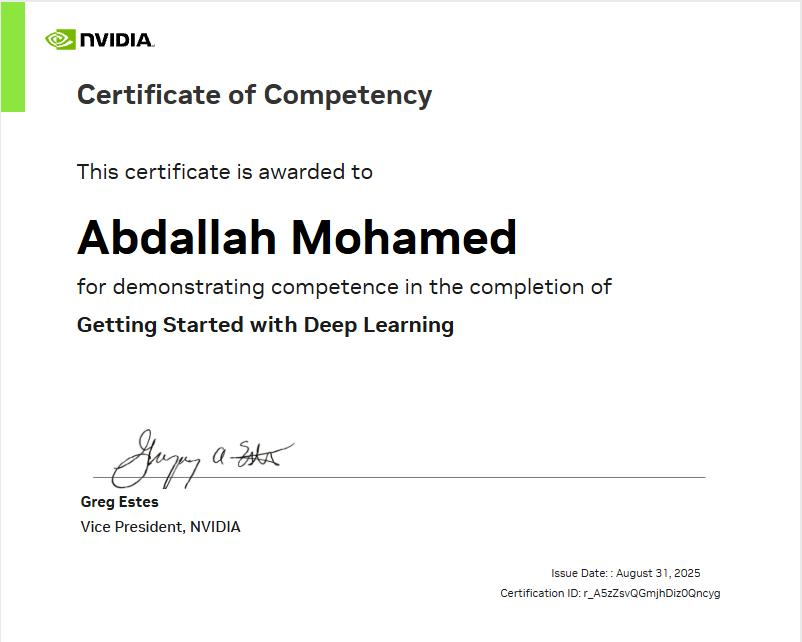 NVIDIA.
Certificate of Competency
This certificate is awarded to
Abdallah Mohamed
for demonstrating competence in the completion of
Getting Started with Deep Learning
Greg Estes
Vice President, NVIDIA
Issue Date: : August 31, 2025
Certification ID: r_A5zZsvQGmjhDiz0Qncyg